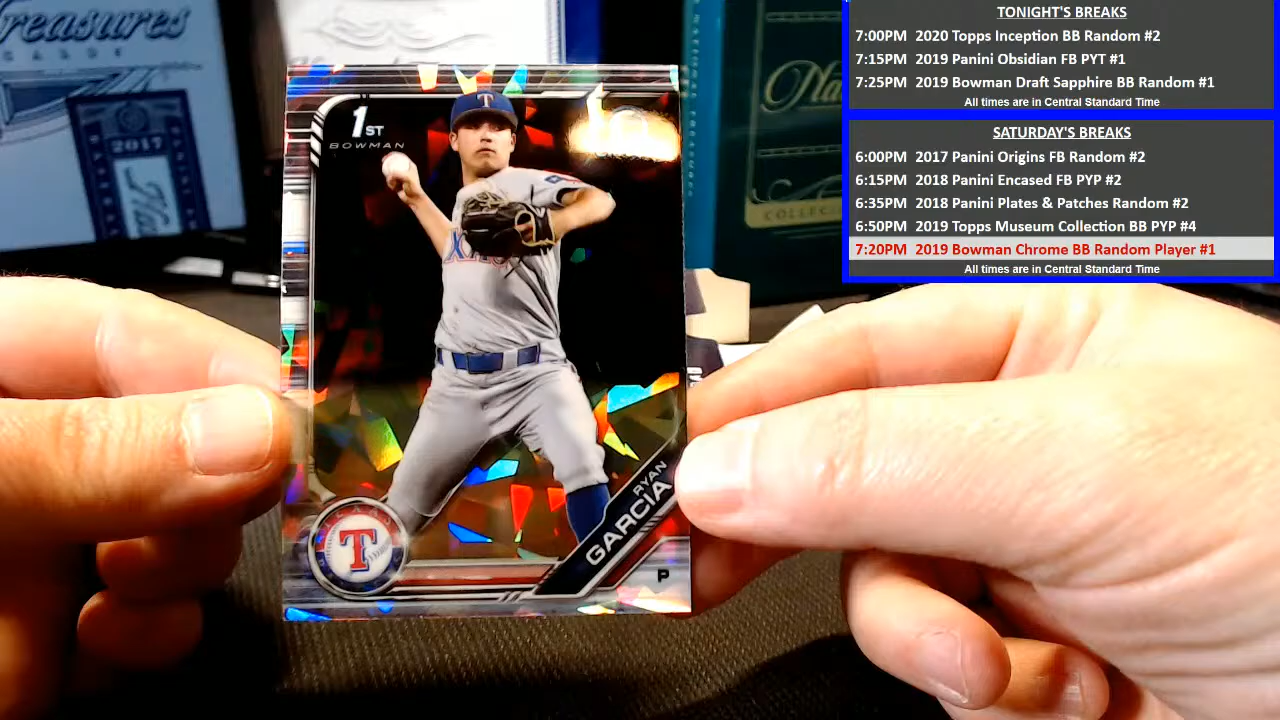 TONIGHT'S BREAKS
7:00PM 2020 Topps Inception BB Random #2
7:15PM 2019 Panini Obsidian FB PYT #1
7:25PM 2019 Bowman Draft Sapphire BB Random #1
All times are in Central Standard Time
SATURDAY'S BREAKS
6:00PM 2017 Panini Origins FB Random #2
6:15PM 2018 Panini Encased FB PYP #2
6:35PM 2018 Panini Plates & Patches Random #2
6:50PM 2019 Topps Museum Collection BB PYP #4
7:20PM 2019 Bowman Chrome BB Random Player #1
All times are in Central Standard Time
reasures
2017
1ST
BOWMAN
T
RYAN
GARCIA
T
P